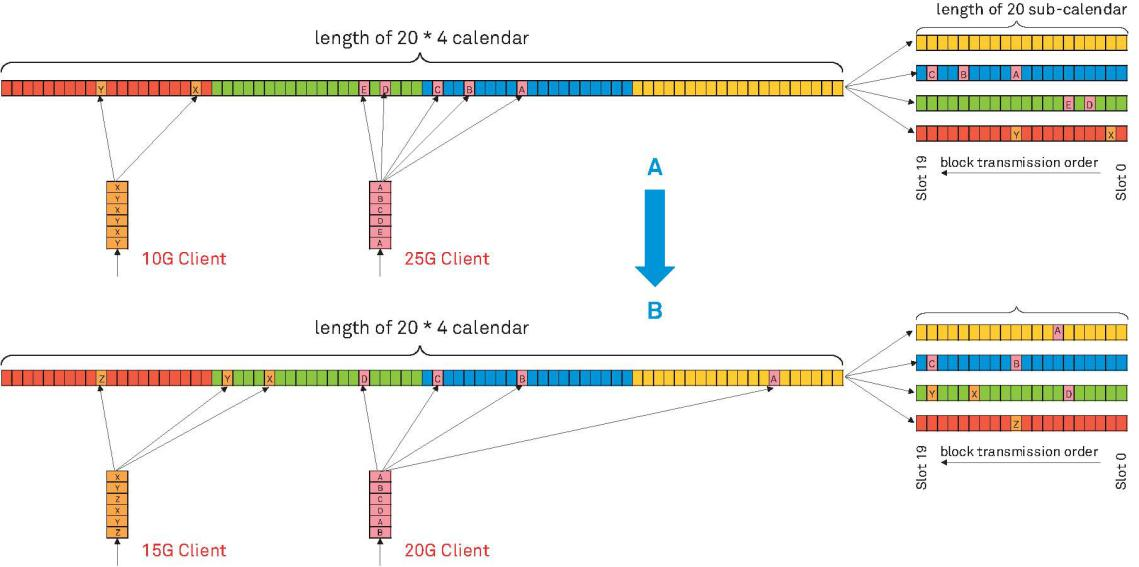 length of 20 sub-calendar
length of 20 * 4 calendar
Y X E D C B A
C B A
E D
Y X
block transmission order
Slot 19
Slot 0
X
Y
X
Y
X
Y
A
B
C
D
E
A
10G Client
25G Client
A
B
length of 20 * 4 calendar
Z Y X D C B A
A
C B
Y X D
Z
block transmission order
Slot 19
Slot 0
X
Y
Z
X
Y
Z
A
B
C
D
A
B
15G Client
20G Client